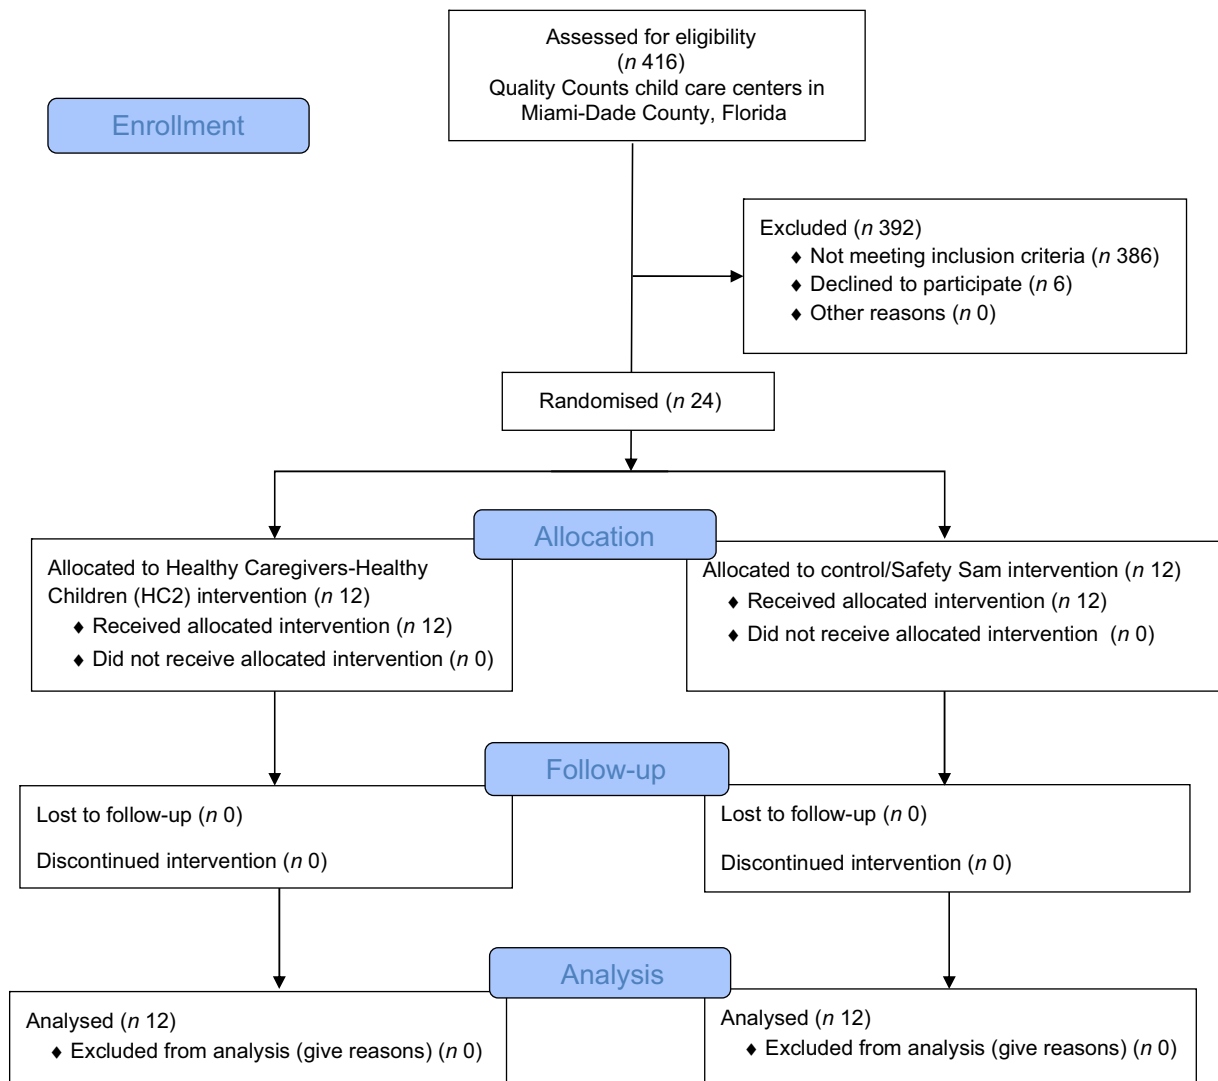 Assessed for eligibility
(n 416)
Quality Counts child care centers in
Miami-Dade County, Florida
Enrollment
Excluded (n 392)
♦ Not meeting inclusion criteria (n 386)
♦ Declined to participate (n 6)
♦ Other reasons (n 0)
Randomised (n 24)
Allocation
Allocated to Healthy Caregivers-Healthy
Children (HC2) intervention (n 12)
♦ Received allocated intervention (n 12)
♦ Did not receive allocated intervention (n 0)
Allocated to control/Safety Sam intervention (n 12)
♦ Received allocated intervention (n 12)
♦ Did not receive allocated intervention (n 0)
Follow-up
Lost to follow-up (n 0)
Discontinued intervention (n 0)
Lost to follow-up (n 0)
Discontinued intervention (n 0)
Analysis
Analysed (n 12)
♦ Excluded from analysis (give reasons) (n 0)
Analysed (n 12)
♦ Excluded from analysis (give reasons) (n 0)